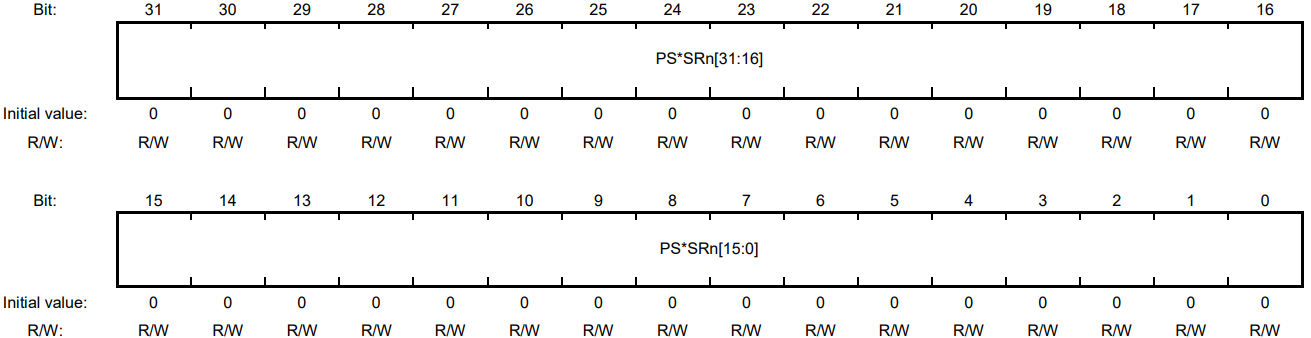 Bit: 31 30 29 28 27 26 25 24 23 22 21 20 19 18 17 16
PS*SRn[31:16]
Initial value: 0 0 0 0 0 0 0 0 0 0 0 0 0 0 0 0
R/W: R/W R/W R/W R/W R/W R/W R/W R/W R/W R/W R/W R/W R/W R/W R/W R/W
Bit: 15 14 13 12 11 10 9 8 7 6 5 4 3 2 1 0
PS*SRn[15:0]
Initial value: 0 0 0 0 0 0 0 0 0 0 0 0 0 0 0 0
R/W: R/W R/W R/W R/W R/W R/W R/W R/W R/W R/W R/W R/W R/W R/W R/W R/W